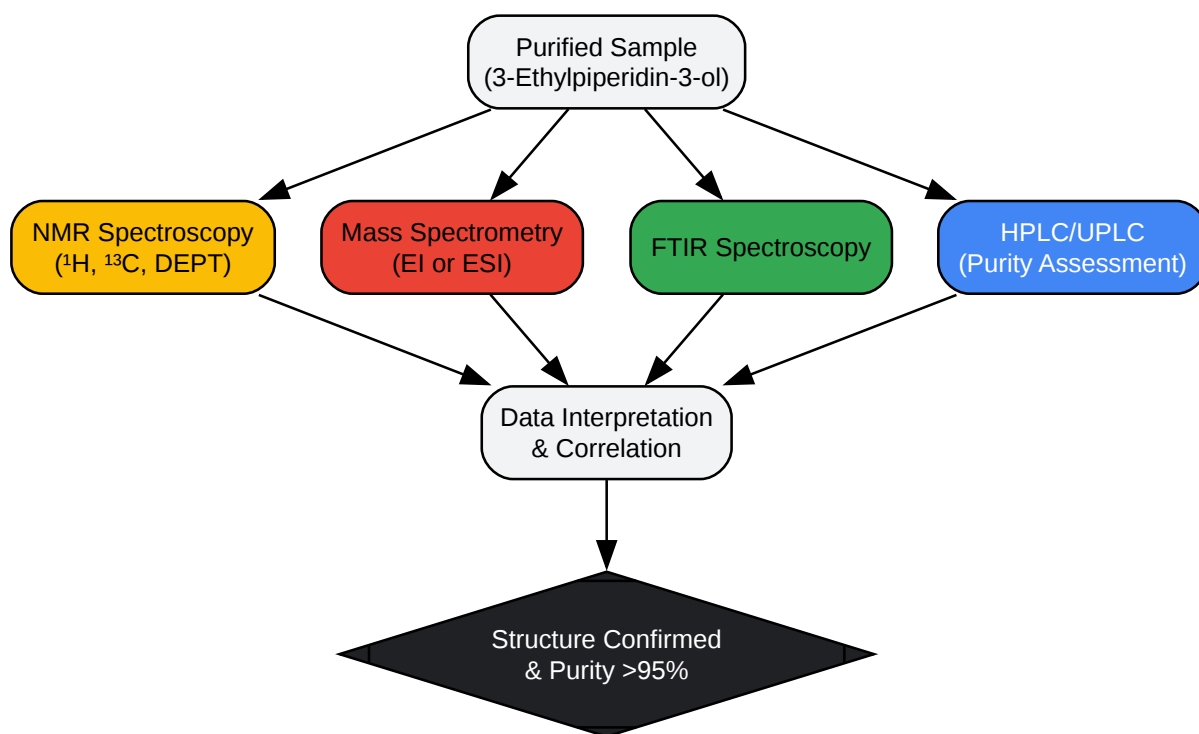 Purified Sample
(3-Ethylpiperidin-3-ol)
NMR Spectroscopy
(¹H, ¹³C, DEPT)
Mass Spectrometry
(EI or ESI)
FTIR Spectroscopy
HPLC/UPLC
(Purity Assessment)
Data Interpretation
& Correlation
Structure Confirmed
& Purity >95%